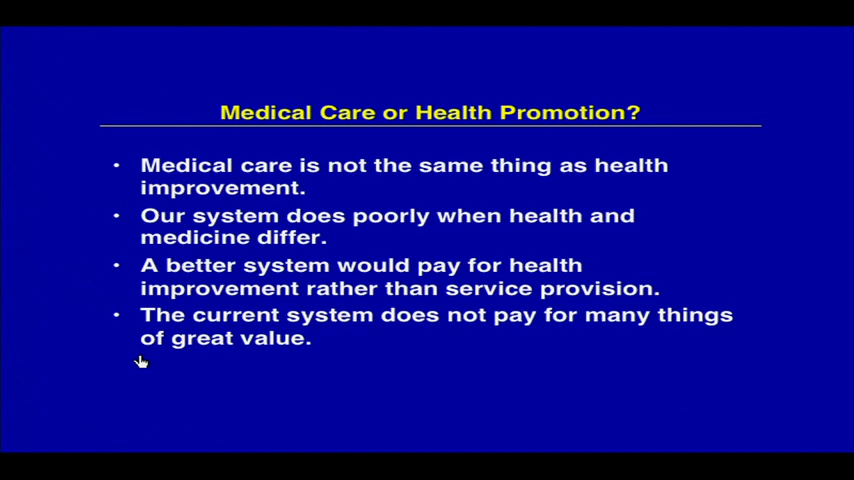 Medical Care or Health Promotion?
• Medical care is not the same thing as health
improvement.
• Our system does poorly when health and
medicine differ.
• A better system would pay for health
improvement rather than service provision.
• The current system does not pay for many things
of great value.